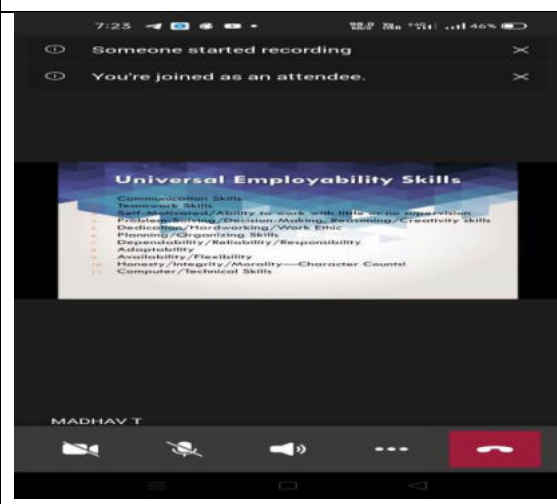 7:23
46%
Someone started recording
You're joined as an attendee.
Universal Employability Skills
Communication Skills
Teamwork Skills
Self-Motivated/Ability to work with little or no supervision
Problem-Solving/Decision-Making, Reasoning/Creativity skills
Dedication/Hardworking/Work Ethic
Planning/Organizing Skills
Dependability/Reliability/Responsibility
Adaptability
Availability/Flexibility
Honesty/Integrity/Morality—Character Counts!
Computer/Technical Skills
MADHAV T